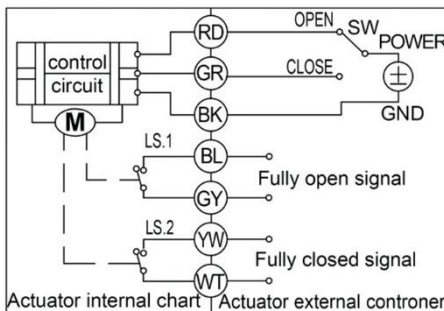 OPEN
SW
RD
POWER
control
circuit
GR
CLOSE
±
M
BK
GND
LS.1
BL
Fully open signal
GY
LS.2
YW
Fully closed signal
WT
Actuator internal chart
Actuator external controner